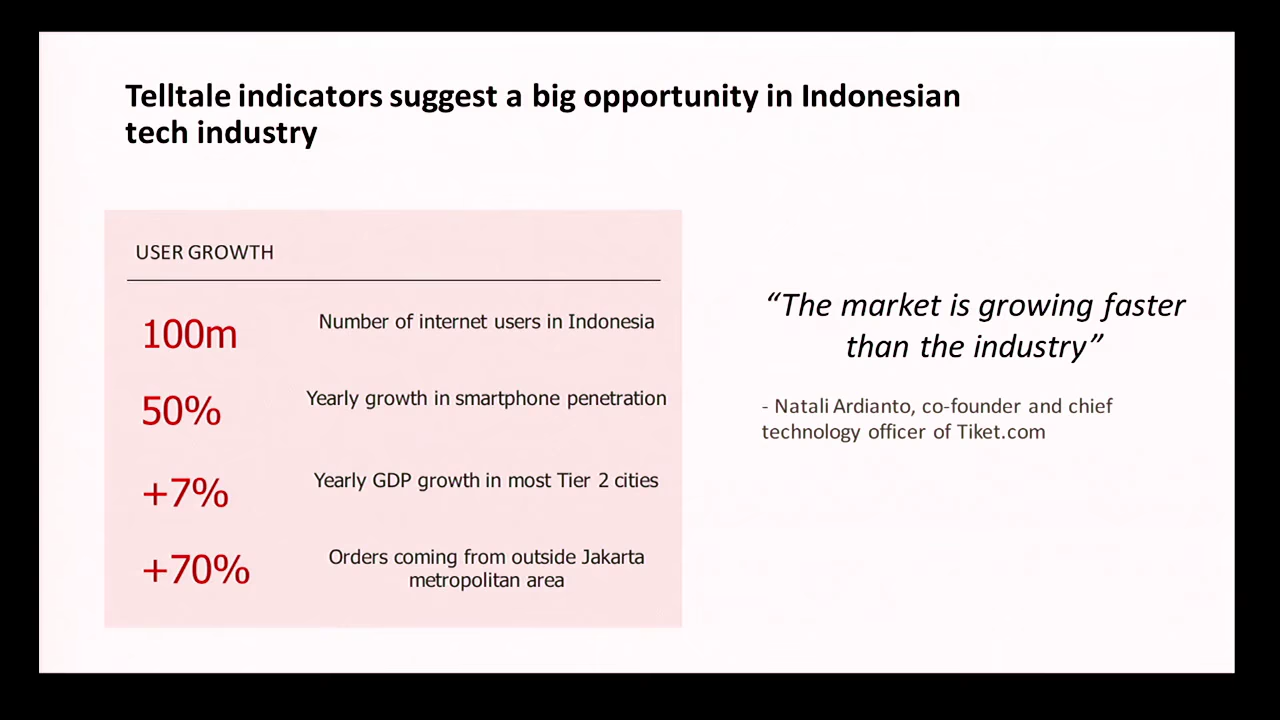 Telltale indicators suggest a big opportunity in Indonesian
tech industry
USER GROWTH
100m
Number of internet users in Indonesia
50%
Yearly growth in smartphone penetration
+7%
Yearly GDP growth in most Tier 2 cities
+70%
Orders coming from outside Jakarta
metropolitan area
“The market is growing faster
than the industry”
- Natali Ardianto, co-founder and chief
technology officer of Tiket.com